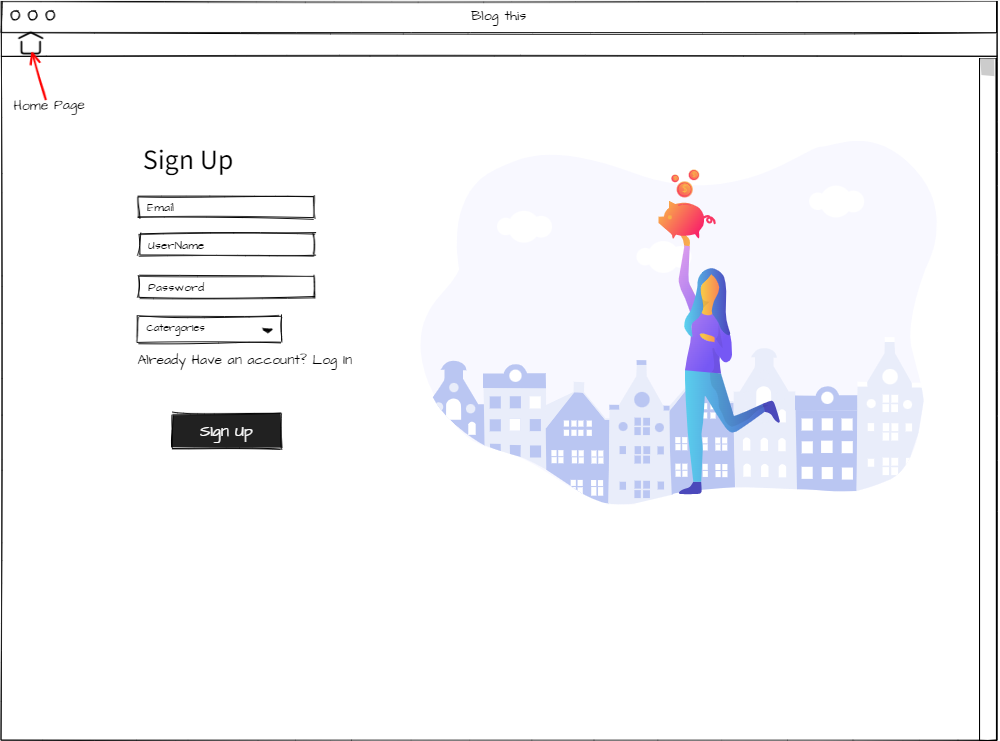 Blog this
Home Page
Sign Up
Email
UserName
Password
Catergories
Already Have an account? Log In
Sign Up